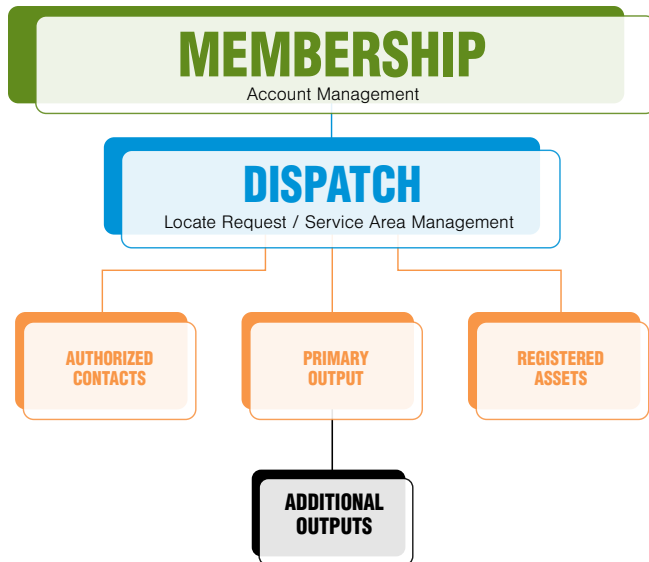 MEMBERSHIP
Account Management
DISPATCH
Locate Request / Service Area Management
AUTHORIZED
CONTACTS
PRIMARY
OUTPUT
REGISTERED
ASSETS
ADDITIONAL
OUTPUTS